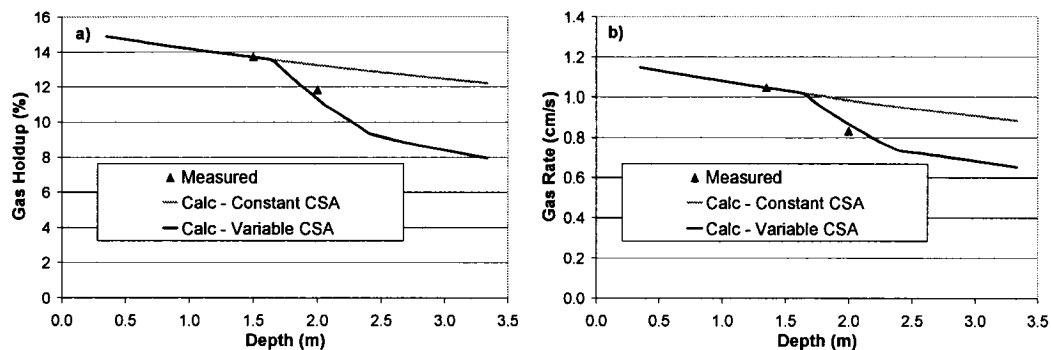 a)
Gas Holdup (%)
16
14
12
10
8
6
4
2
0
Measured
Calc - Constant CSA
Calc - Variable CSA
0.0 0.5 1.0 1.5 2.0 2.5 3.0 3.5
Depth (m)
b)
Gas Rate (cm/s)
1.4
1.2
1.0
0.8
0.6
0.4
0.2
0.0
Measured
Calc - Constant CSA
Calc - Variable CSA
0.0 0.5 1.0 1.5 2.0 2.5 3.0 3.5
Depth (m)